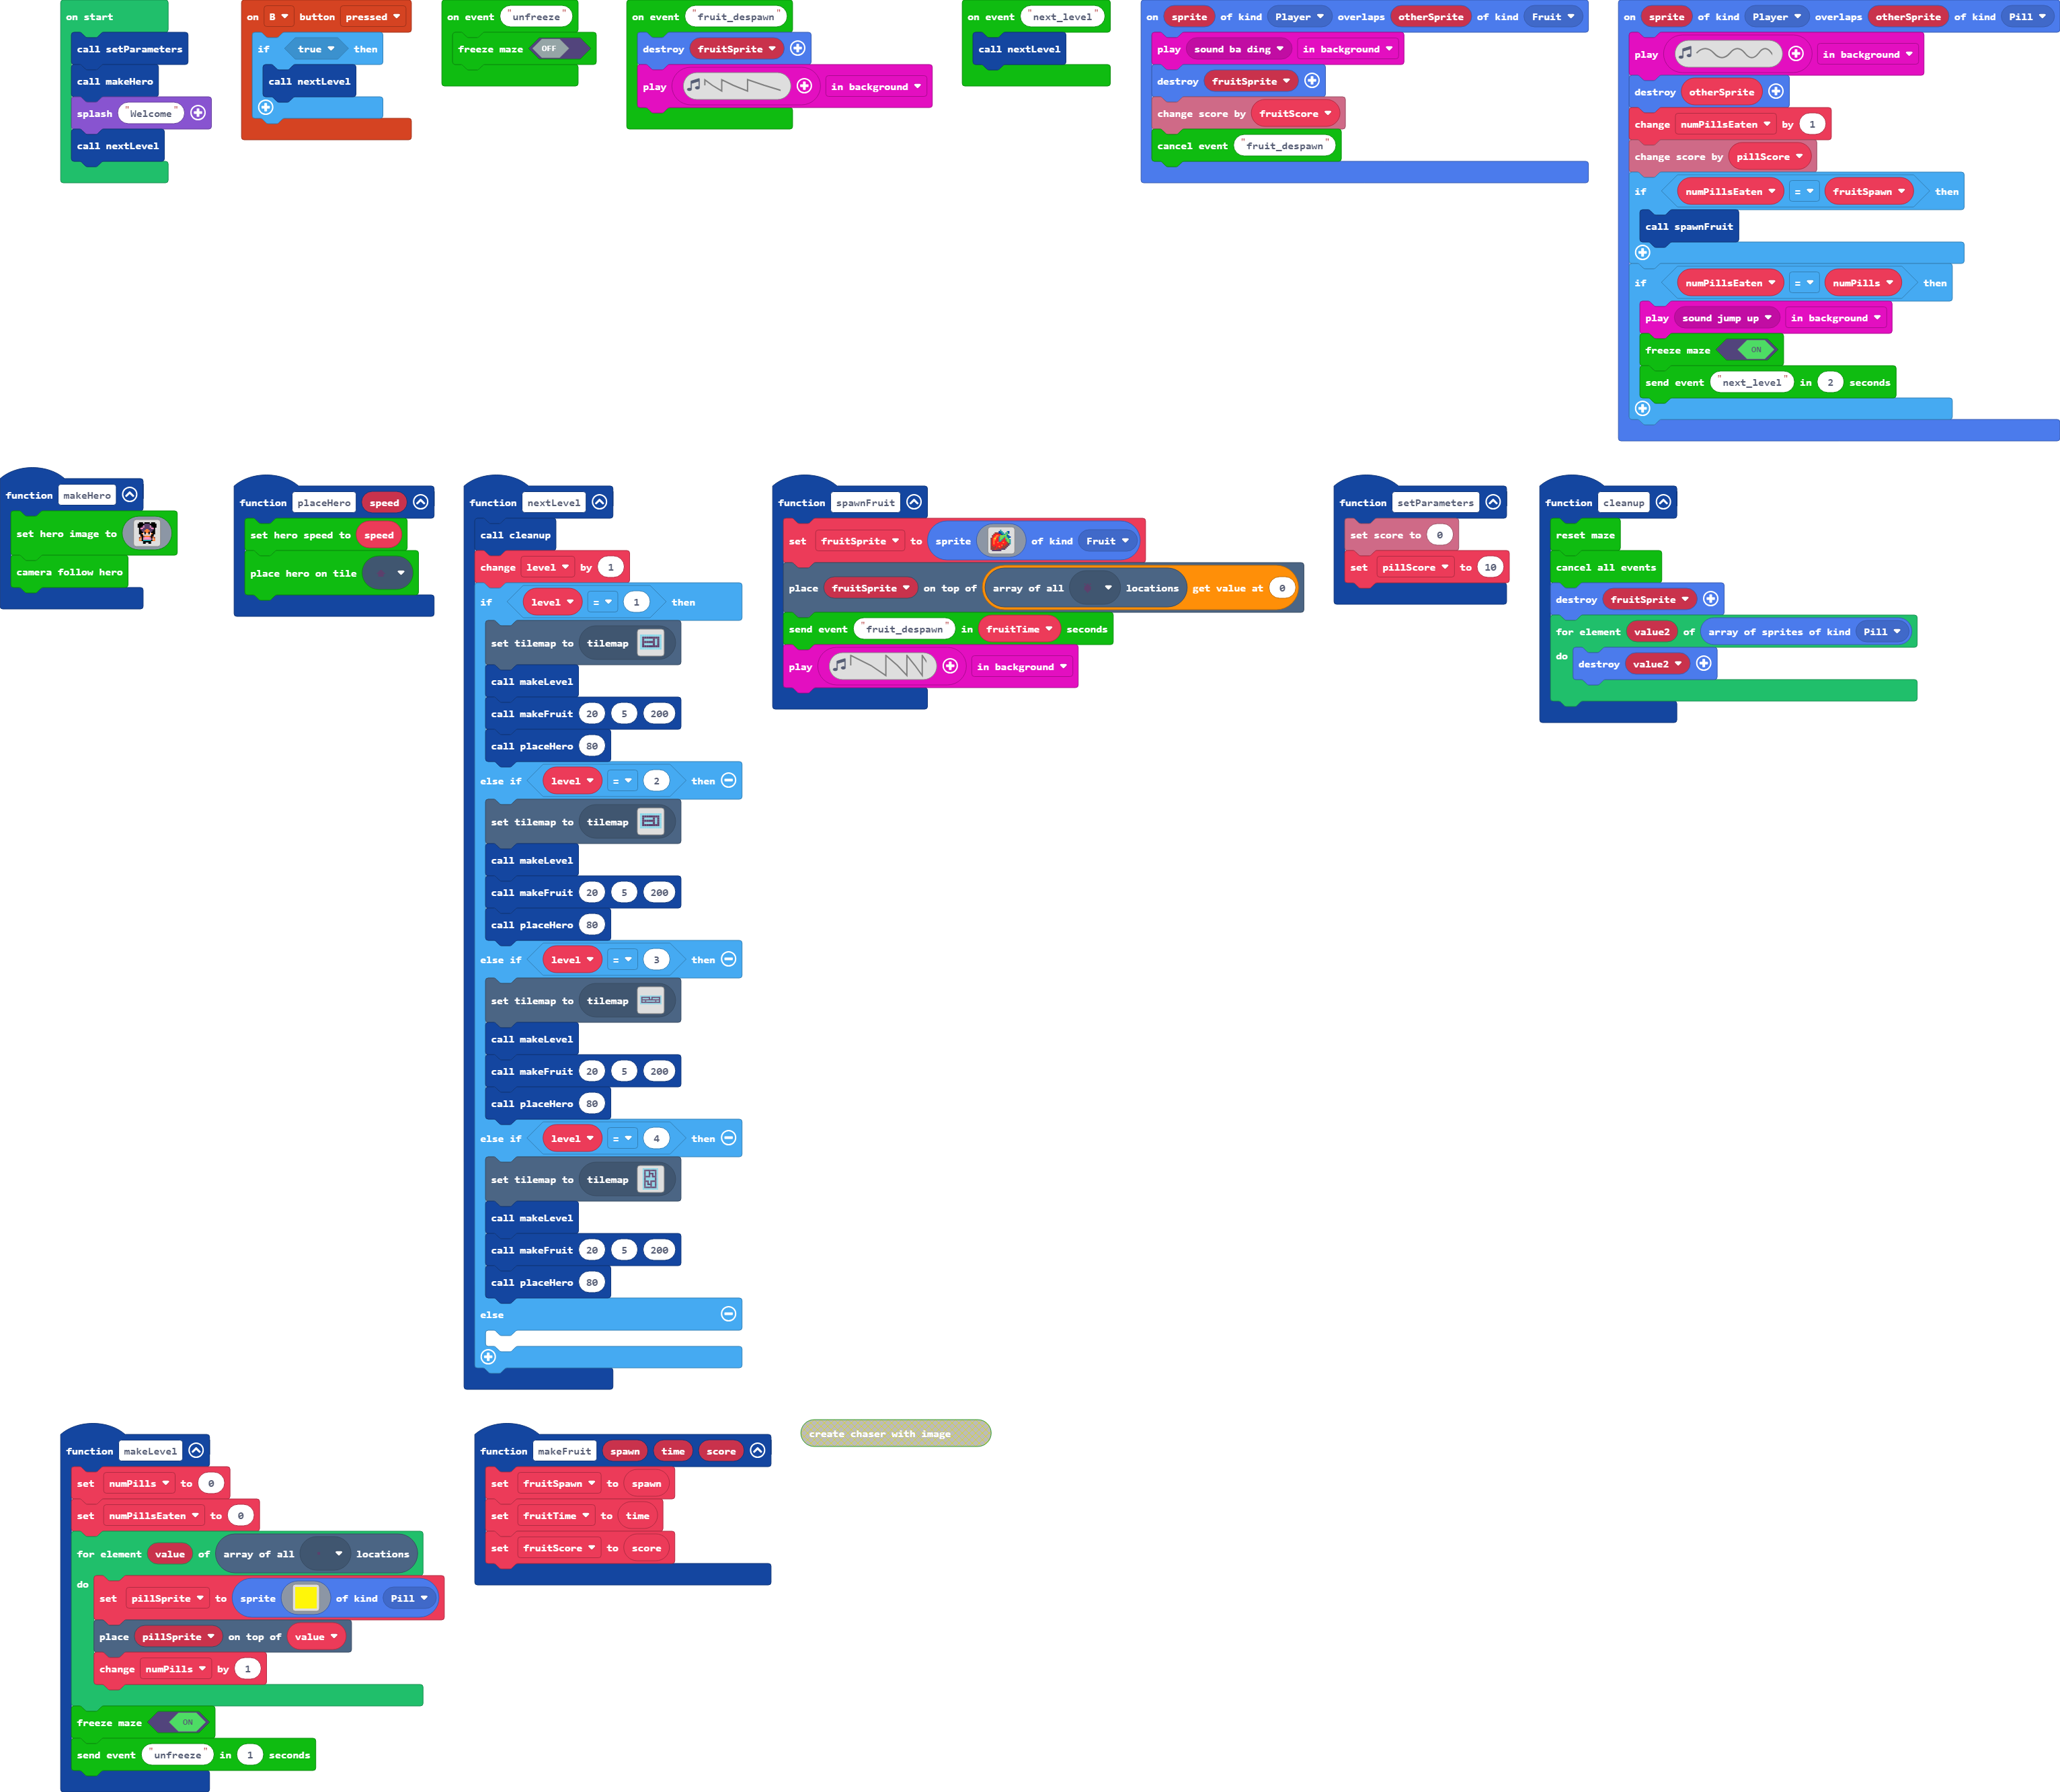 on start
call setParameters
call makeHero
splash "Welcome"
call nextLevel
on B button pressed
if true then
call nextLevel
on event "unfreeze"
freeze maze OFF
on event "fruit_despawn"
destroy fruitSprite
play in background
on event "next_level"
call nextLevel
on sprite of kind Player overlaps otherSprite of kind Fruit
play sound ba ding in background
destroy fruitSprite
change score by fruitScore
cancel event "fruit_despawn"
on sprite of kind Player overlaps otherSprite of kind Pill
play in background
destroy otherSprite
change numPillsEaten by 1
change score by pillScore
if numPillsEaten = fruitSpawn then
call spawnFruit
if numPillsEaten = numPills then
play sound jump up in background
freeze maze ON
send event "next_level" in 2 seconds
function makeHero
set hero image to
camera follow hero
function placeHero speed
set hero speed to speed
place hero on tile
function nextLevel
call cleanup
change level by 1
if level = 1 then
set tilemap to tilemap
call makeLevel
call makeFruit 20 5 200
call placeHero 80
else if level = 2 then
set tilemap to tilemap
call makeLevel
call makeFruit 20 5 200
call placeHero 80
else if level = 3 then
set tilemap to tilemap
call makeLevel
call makeFruit 20 5 200
call placeHero 80
else if level = 4 then
set tilemap to tilemap
call makeLevel
call makeFruit 20 5 200
call placeHero 80
else
function spawnFruit
set fruitSprite to sprite of kind Fruit
place fruitSprite on top of array of all locations get value at 0
send event "fruit_despawn" in fruitTime seconds
play in background
function setParameters
set score to 0
set pillScore to 10
function cleanup
reset maze
cancel all events
destroy fruitSprite
for element value2 of array of sprites of kind Pill
do destroy value2
function makeLevel
set numPills to 0
set numPillsEaten to 0
for element value of array of all locations
do set pillSprite to sprite of kind Pill
place pillSprite on top of value
change numPills by 1
freeze maze ON
send event "unfreeze" in 1 seconds
function makeFruit spawn time score
set fruitSpawn to spawn
set fruitTime to time
set fruitScore to score
create chaser with image